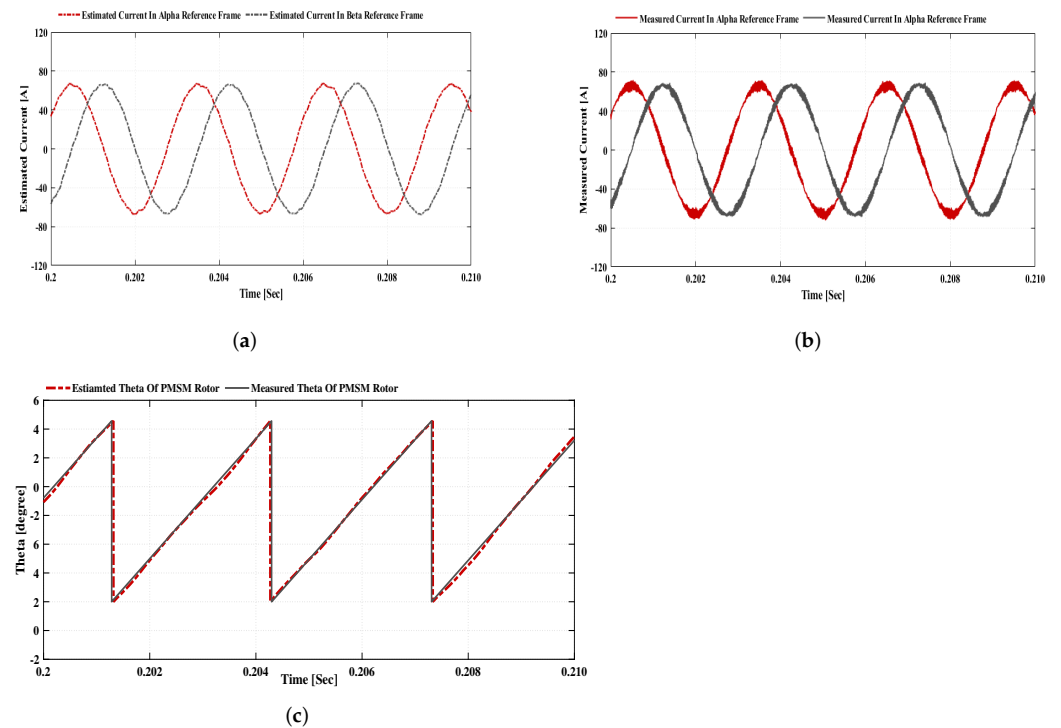 Estimated Current In Alpha Reference Frame Estimated Current In Beta Reference Frame
120
80
40
0
-40
-80
-120
Estimated Current [A]
0.2 0.202 0.204 0.206 0.208 0.210
Time [Sec]
(a)
Measured Current In Alpha Reference Frame Measured Current In Alpha Reference Frame
120
80
40
0
-40
-80
-120
Measured Current [A]
0.2 0.202 0.204 0.206 0.208 0.210
Time [Sec]
(b)
Estiamted Theta Of PMSM Rotor Measured Theta Of PMSM Rotor
6
4
2
0
-2
6
4
2
0
-2
Theta [degree]
0.2 0.202 0.204 0.206 0.208 0.210
Time [Sec]
(c)